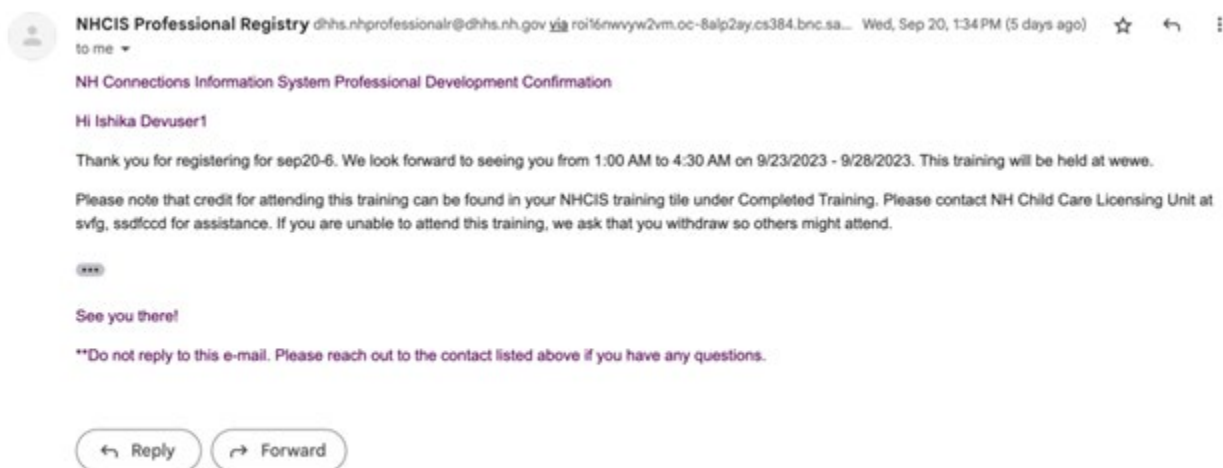 NHCIS Professional Registry dhhs.nhprofessionalr@dhhs.nh.gov via roi16nwvyw2vm.oc-8alp2ay.cs384.bnc.sa... Wed, Sep 20, 1:34 PM (5 days ago)
to me
NH Connections Information System Professional Development Confirmation
Hi Ishika Devuser1
Thank you for registering for sep20-6. We look forward to seeing you from 1:00 AM to 4:30 AM on 9/23/2023 - 9/28/2023. This training will be held at wewe.
Please note that credit for attending this training can be found in your NHCIS training tile under Completed Training. Please contact NH Child Care Licensing Unit at
svfg, ssdfccd for assistance. If you are unable to attend this training, we ask that you withdraw so others might attend.
See you there!
**Do not reply to this e-mail. Please reach out to the contact listed above if you have any questions.
Reply Forward